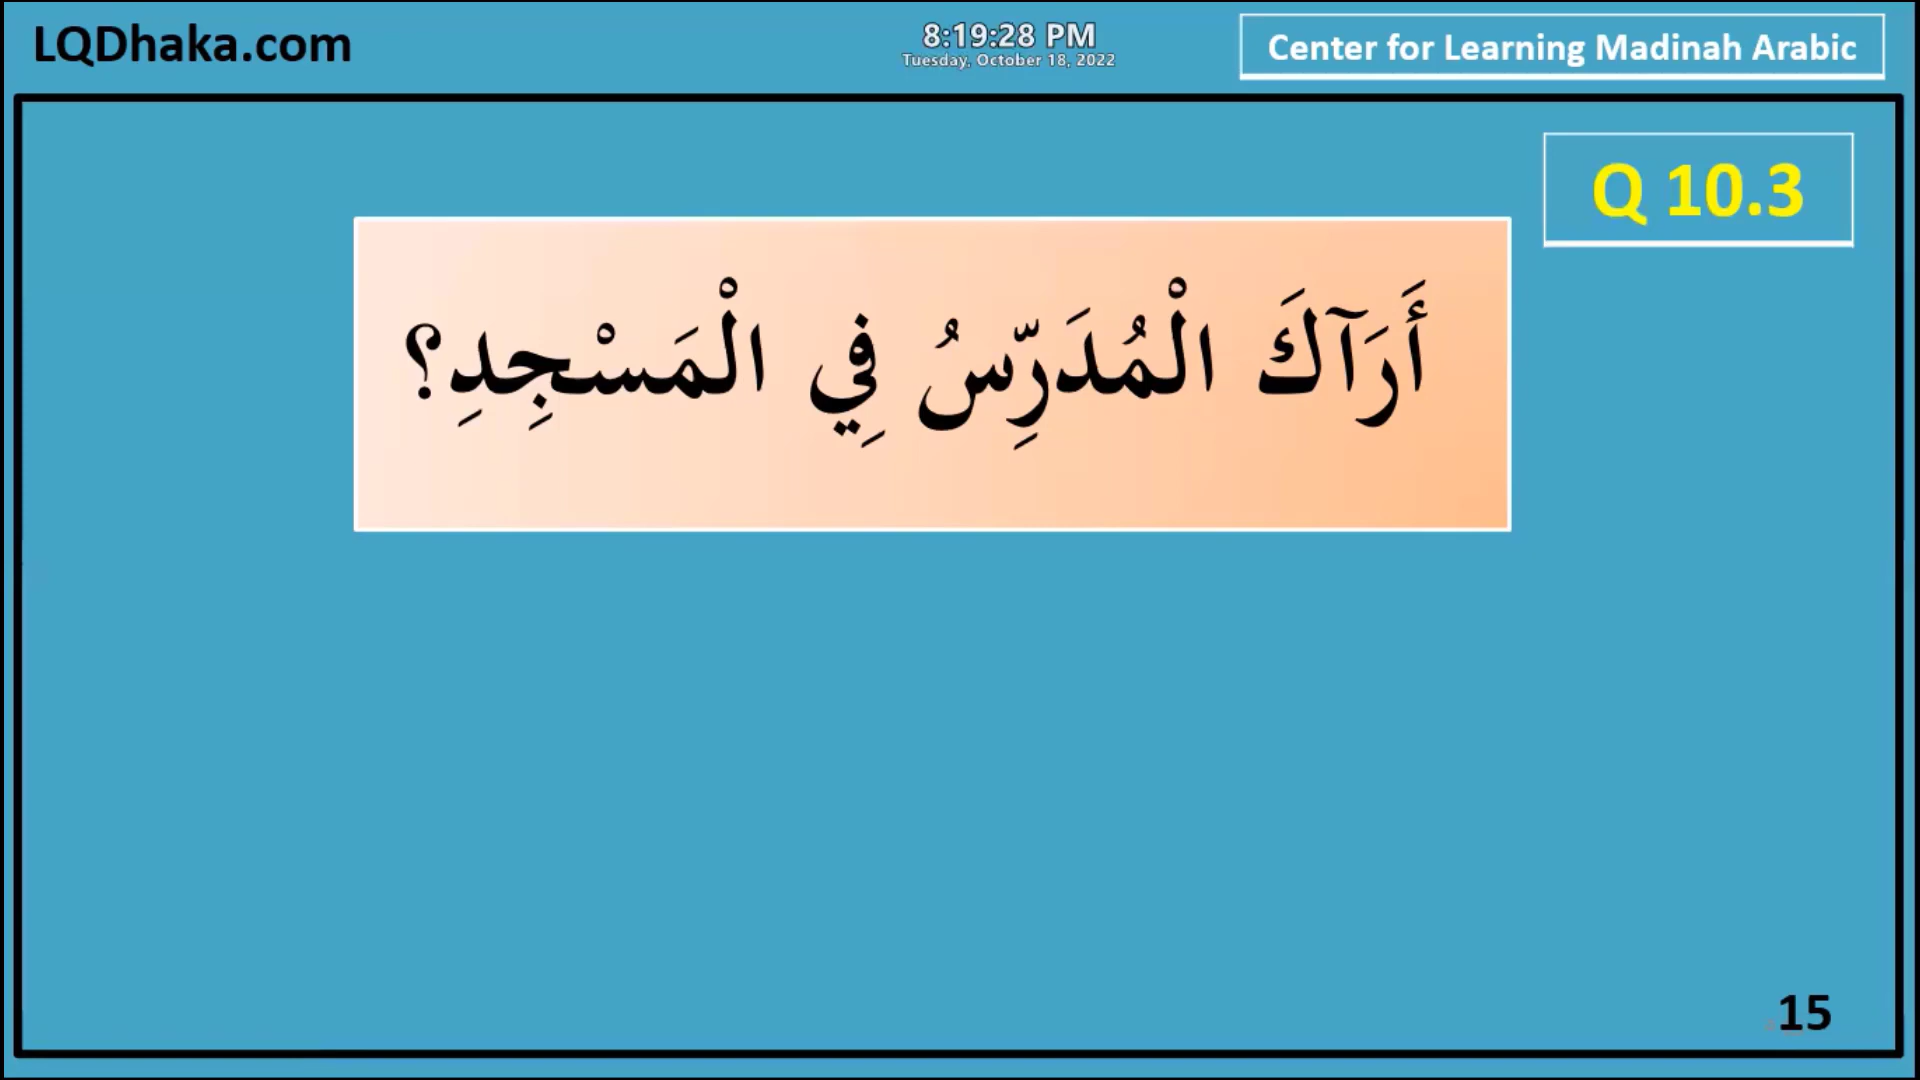 LQDhaka.com
8:19:28 PM
Tuesday, October 18, 2022
Center for Learning Madinah Arabic
Q 10.3
أَرَآكَ الْمُدَرِّسُ فِي الْمَسْجِدِ؟
15